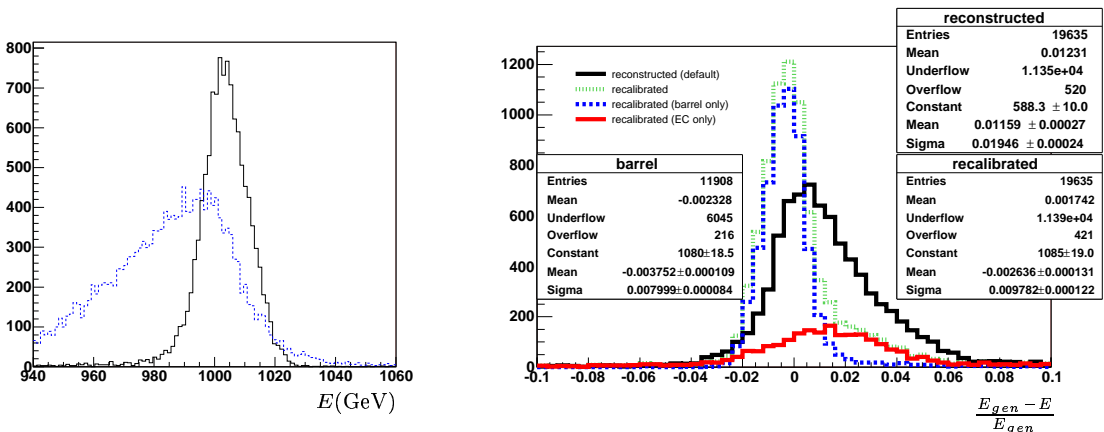 800
700
600
500
400
300
200
100
0
940 960 980 1000 1020 1040 1060
E(GeV)
reconstructed
Entries 19635
Mean 0.01231
Underflow 1.135e+04
Overflow 520
Constant 588.3 ± 10.0
Mean 0.01159 ± 0.00027
Sigma 0.01946 ± 0.00024
1200
1000
800
600
400
200
0
reconstructed (default)
recalibrated
recalibrated (barrel only)
recalibrated (EC only)
barrel
Entries 11908
Mean -0.002328
Underflow 6045
Overflow 216
Constant 1080±18.5
Mean -0.003752±0.000109
Sigma 0.007999±0.000084
recalibrated
Entries 19635
Mean 0.001742
Underflow 1.139e+04
Overflow 421
Constant 1085±19.0
Mean -0.002636±0.000131
Sigma 0.009782±0.000122
-0.1 -0.08 -0.06 -0.04 -0.02 0 0.02 0.04 0.06 0.08 0.1
E gen − E
E gen